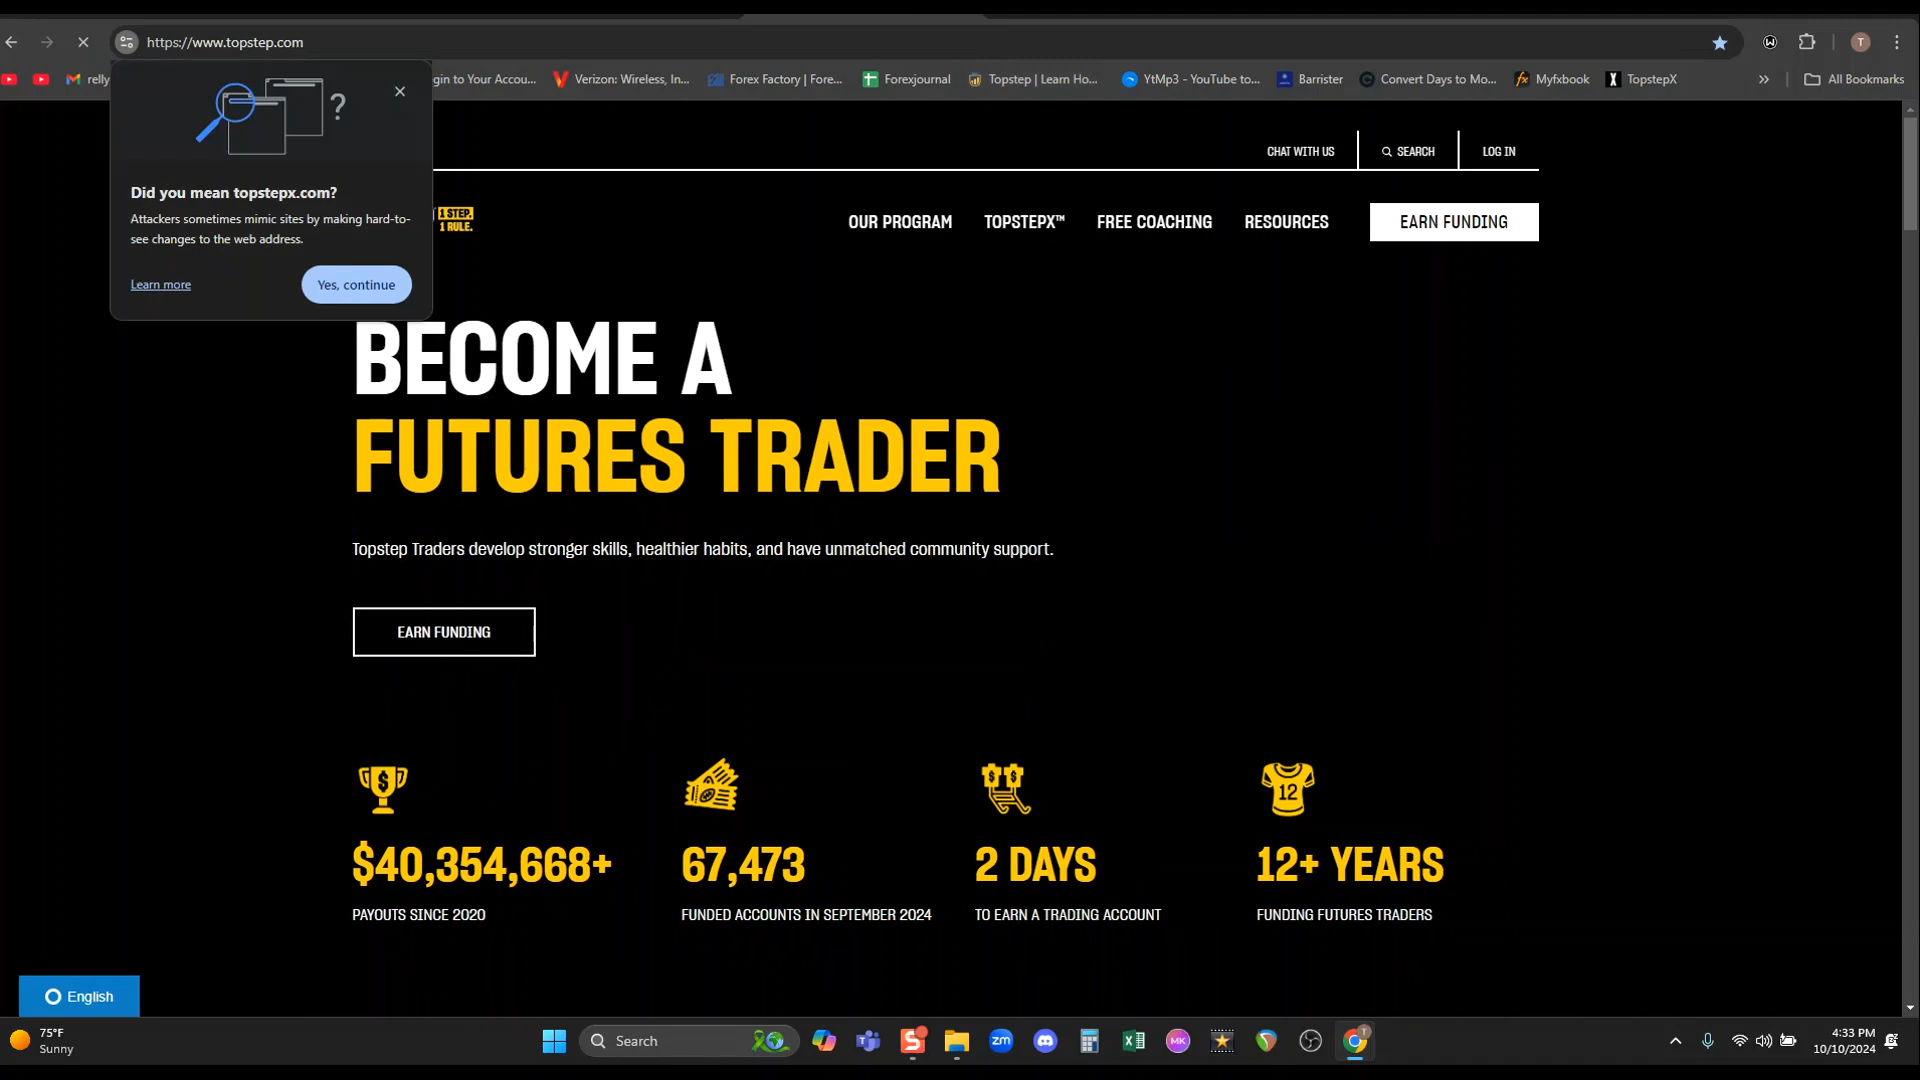 https://www.topstep.com
T
relly
gin to Your Accou...
Verizon: Wireless, In...
Forex Factory | Fore...
Forexjournal
Topstep | Learn Ho...
YtMp3 - YouTube to...
Barrister
Convert Days to Mo...
Myfxbook
TopstepX
All Bookmarks
?
Did you mean topstepx.com?
Attackers sometimes mimic sites by making hard-to-
see changes to the web address.
Learn more
Yes, continue
CHAT WITH US
SEARCH
LOG IN
1 STEP.
1 RULE.
OUR PROGRAM
TOPSTEPX™
FREE COACHING
RESOURCES
EARN FUNDING
BECOME A
FUTURES TRADER
Topstep Traders develop stronger skills, healthier habits, and have unmatched community support.
EARN FUNDING
12
$40,354,668+
67,473
2 DAYS
12+ YEARS
PAYOUTS SINCE 2020
FUNDED ACCOUNTS IN SEPTEMBER 2024
TO EARN A TRADING ACCOUNT
FUNDING FUTURES TRADERS
English
75°F
Sunny
Search
zm
MK
4:33 PM
10/10/2024